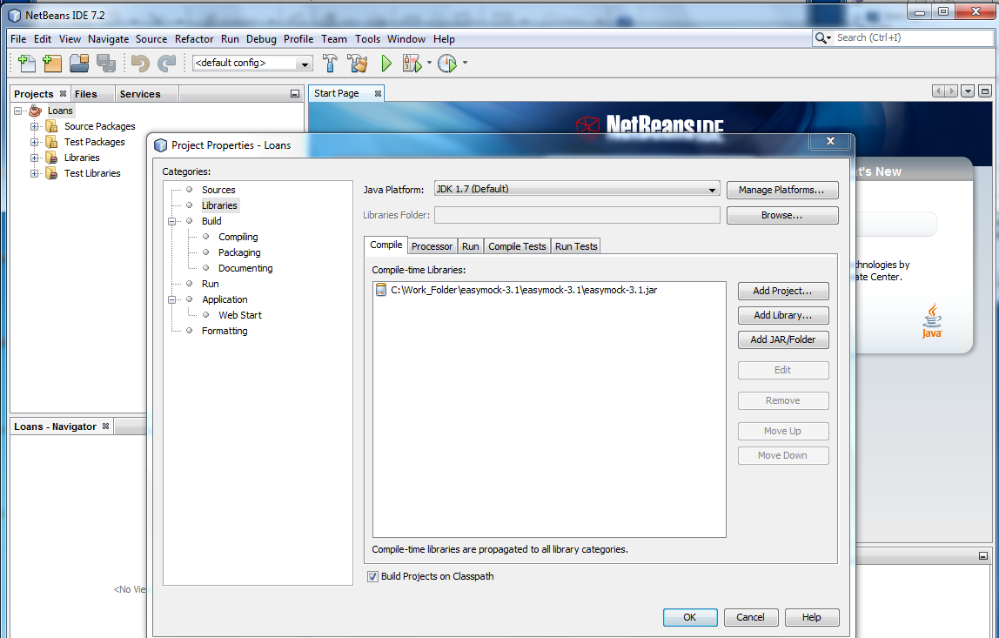 NetBeans IDE 7.2
File Edit View Navigate Source Refactor Run Debug Profile Team Tools Window Help
Search (Ctrl+I)
<default config>
Projects Files Services
Start Page
Loans
Source Packages
Test Packages
Libraries
Test Libraries
NetBeans IDE
Project Properties - Loans
Categories:
Sources
Libraries
Build
Compiling
Packaging
Documenting
Run
Application
Web Start
Formatting
Java Platform: JDK 1.7 (Default) Manage Platforms...
Libraries Folder: Browse...
Compile Processor Run Compile Tests Run Tests
Compile-time Libraries:
C:\Work_Folder\easymock-3.1\easymock-3.1\easymock-3.1.jar
Add Project...
Add Library...
Add JAR/Folder
Edit
Remove
Move Up
Move Down
Compile-time libraries are propagated to all library categories.
Build Projects on Classpath
OK Cancel Help
t's New
by
ate Center.
Java
Loans - Navigator
<No Vie